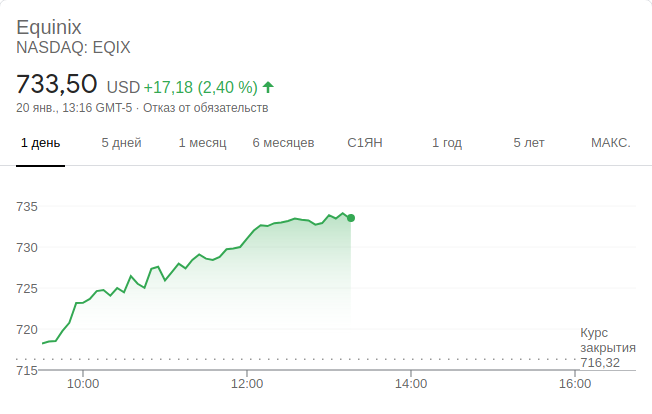 Equinix
NASDAQ: EQIX
733,50 USD +17,18 (2,40 %)
20 янв., 13:16 GMT-5 · Отказ от обязательств
1 день 5 дней 1 месяц 6 месяцев С1ЯН 1 год 5 лет МАКС.
735
730
725
720
Курс
закрытия
716,32
715
10:00 12:00 14:00 16:00